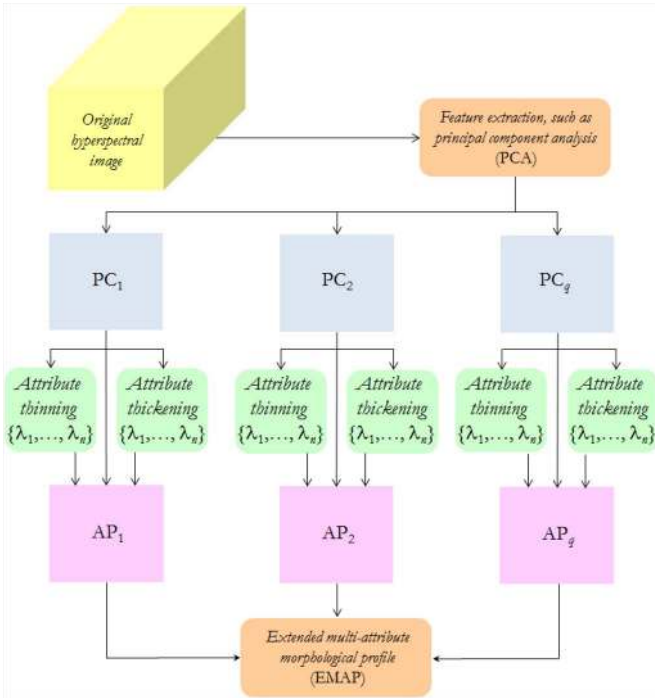 Original
hyperspectral
image
Feature extraction, such as
principal component analysis
(PCA)
PC₁
PC₂
PC_q
Attribute
thinning
{λ₁,…, λₙ}
Attribute
thickening
{λ₁,…, λₙ}
Attribute
thinning
{λ₁,…, λₙ}
Attribute
thickening
{λ₁,…, λₙ}
Attribute
thinning
{λ₁,…, λₙ}
Attribute
thickening
{λ₁,…, λₙ}
AP₁
AP₂
AP_q
Extended multi-attribute
morphological profile
(EMAP)